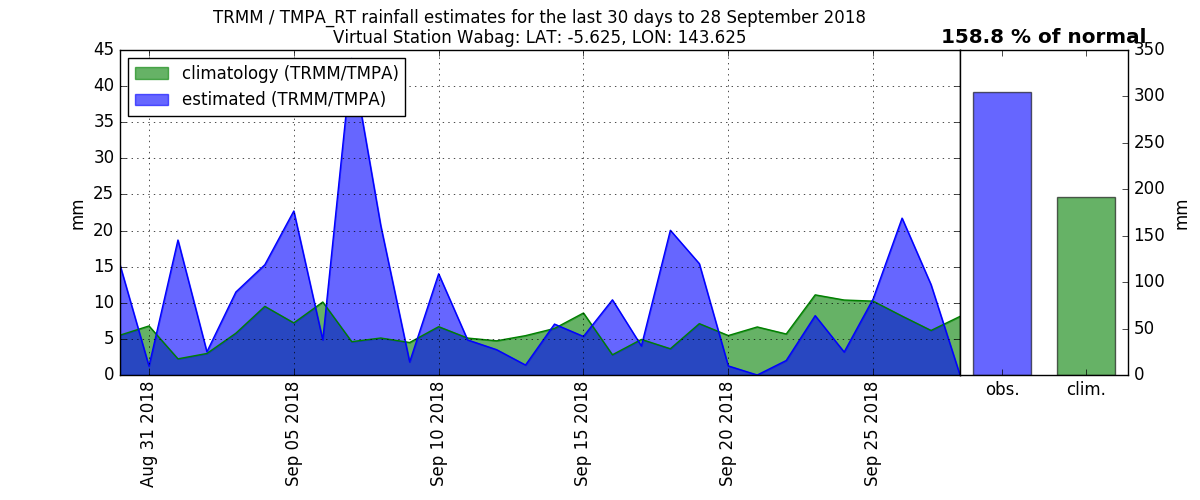 TRMM / TMPA_RT rainfall estimates for the last 30 days to 28 September 2018
Virtual Station Wabag: LAT: -5.625, LON: 143.625
158.8 % of normal
climatology (TRMM/TMPA)
estimated (TRMM/TMPA)
45
40
35
30
25
20
15
10
5
0
mm
Aug 31 2018
Sep 05 2018
Sep 10 2018
Sep 15 2018
Sep 20 2018
Sep 25 2018
350
300
250
200
150
100
50
0
mm
obs.
clim.